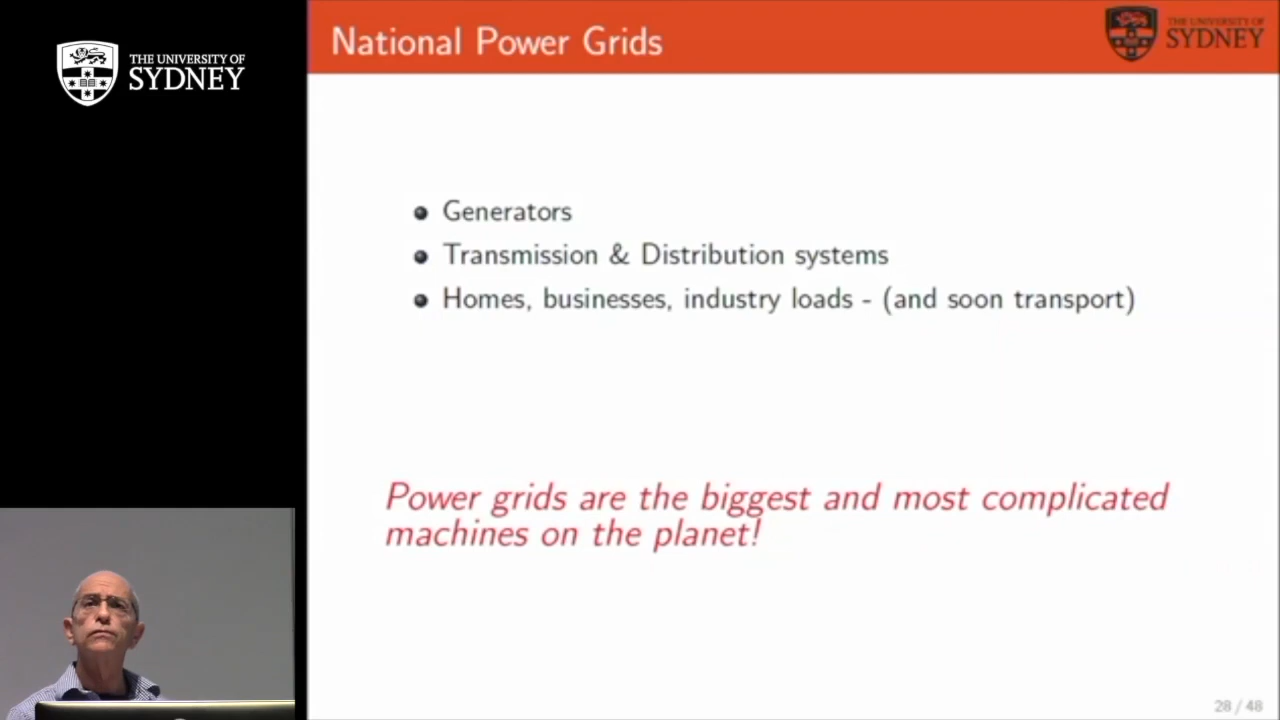 THE UNIVERSITY OF
SYDNEY
National Power Grids
THE UNIVERSITY OF
SYDNEY
Generators
Transmission & Distribution systems
Homes, businesses, industry loads - (and soon transport)
Power grids are the biggest and most complicated
machines on the planet!
28 / 48